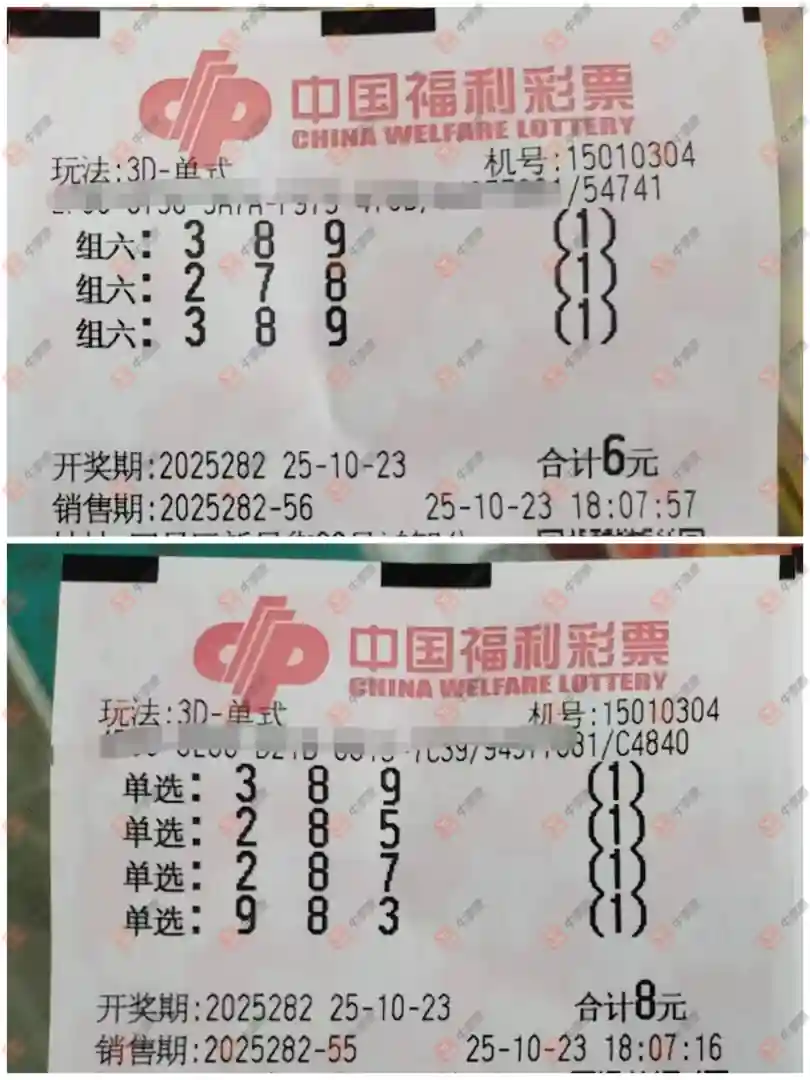 中国福利彩票
CHINA WELFARE LOTTERY
玩法:3D-单式 机号:15010304
/54741
组六: 3 8 9 (1)
组六: 2 7 8 (1)
组六: 3 8 9 (1)
开奖期:2025282 25-10-23 合计6元
销售期:2025282-56 25-10-23 18:07:57
中国福利彩票
CHINA WELFARE LOTTERY
玩法:3D-单式 机号:15010304
/C4840
单选: 3 8 9 (1)
单选: 2 8 5 (1)
单选: 2 8 7 (1)
单选: 9 8 3 (1)
开奖期:2025282 25-10-23 合计8元
销售期:2025282-55 25-10-23 18:07:16